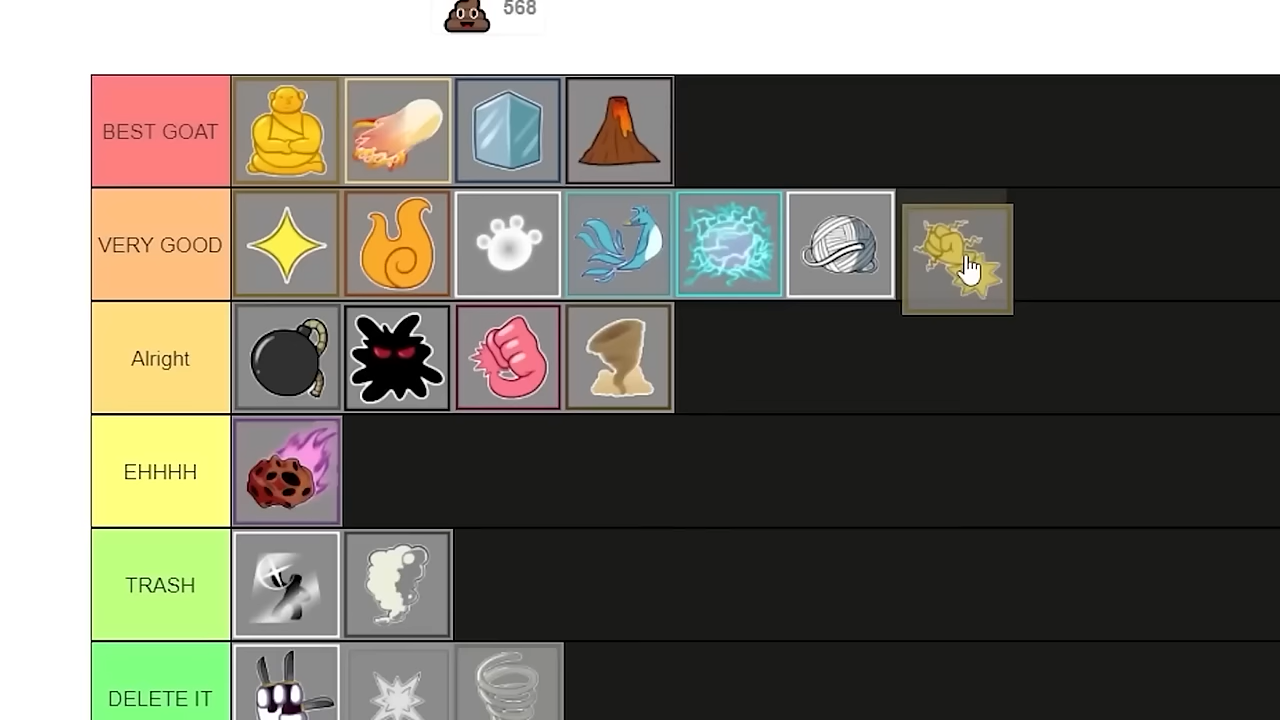 568
BEST GOAT
VERY GOOD
Alright
EHHHH
TRASH
DELETE IT